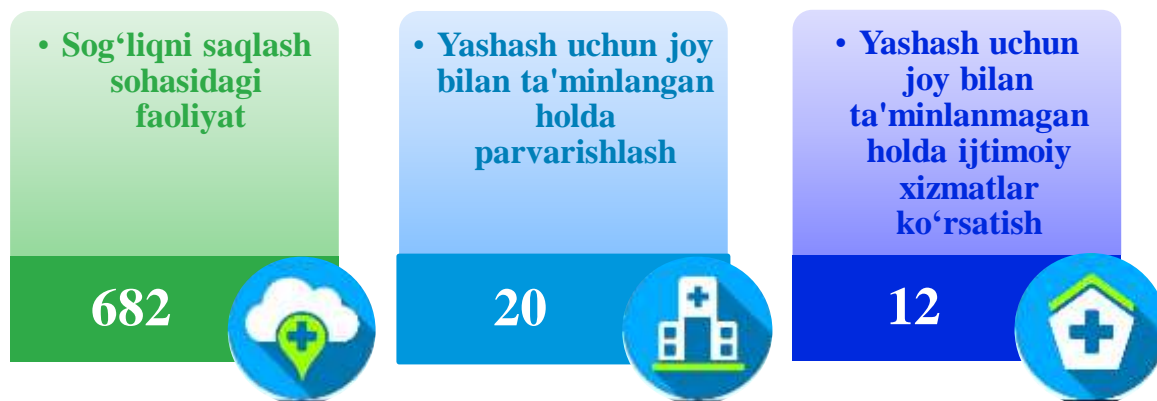 • Sog‘liqni saqlash
sohasidagi
faoliyat
682
• Yashash uchun joy
bilan ta'minlangan
holda
parvarishlash
20
• Yashash uchun
joy bilan
ta'minlanmagan
holda ijtimoiy
xizmatlar
ko‘rsatish
12